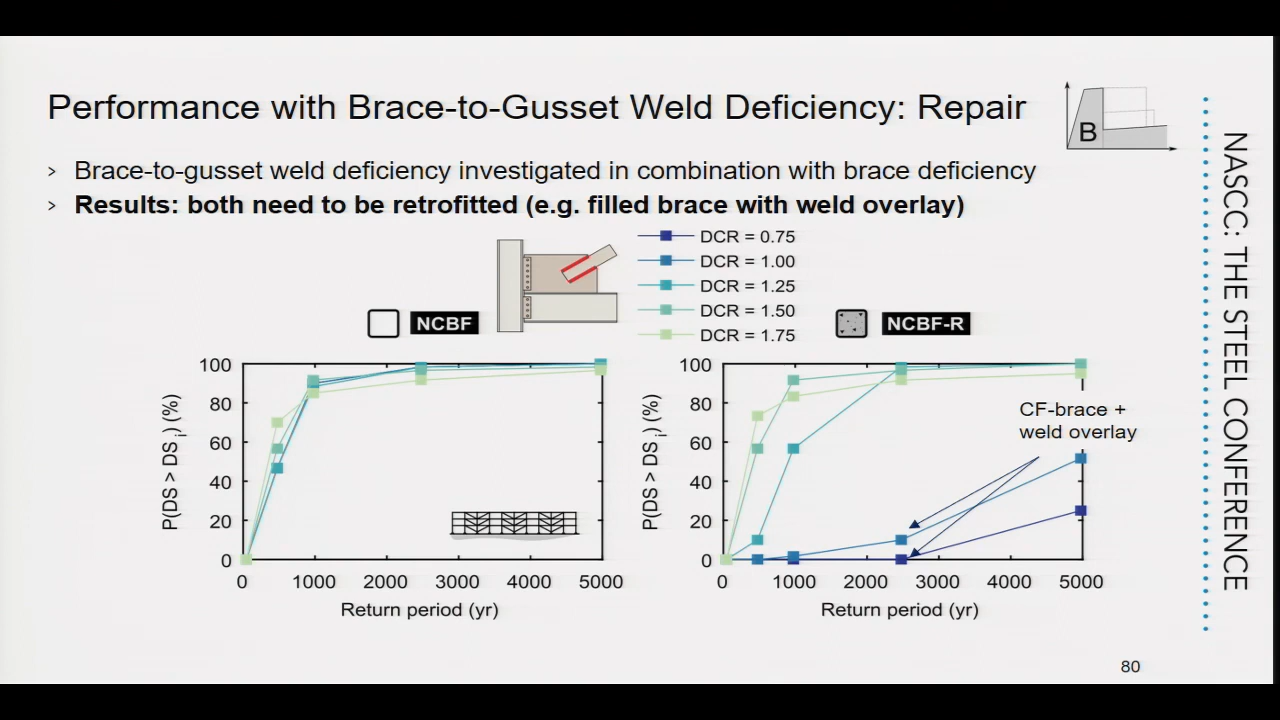 Performance with Brace-to-Gusset Weld Deficiency: Repair
B
› Brace-to-gusset weld deficiency investigated in combination with brace deficiency
› Results: both need to be retrofitted (e.g. filled brace with weld overlay)
DCR = 0.75
DCR = 1.00
DCR = 1.25
DCR = 1.50
DCR = 1.75
NCBF
NCBF-R
P(DS > DS i) (%)
100
80
60
40
20
0
0 1000 2000 3000 4000 5000
Return period (yr)
P(DS > DS i) (%)
100
80
60
40
20
0
CF-brace +
weld overlay
0 1000 2000 3000 4000 5000
Return period (yr)
NASCC: THE STEEL CONFERENCE
80